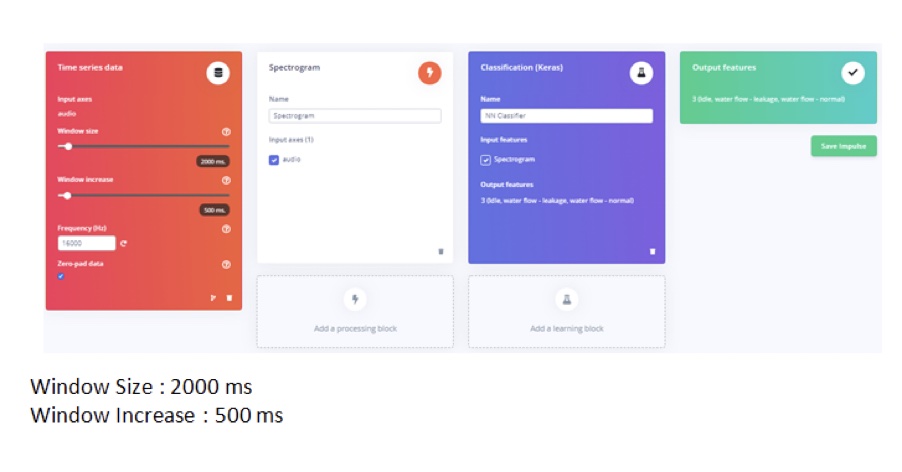 Time series data
Input axes
audio
Window size
2000 ms.
Window increase
500 ms.
Frequency (Hz)
16000
Zero-pad data
Spectrogram
Name
Spectrogram
Input axes (1)
audio
Add a processing block
Classification (Keras)
Name
NN Classifier
Input features
Spectrogram
Output features
3 (Idle, water flow - leakage, water flow - normal)
Add a learning block
Output features
3 (Idle, water flow - leakage, water flow - normal)
Save Impulse
Window Size : 2000 ms
Window Increase : 500 ms